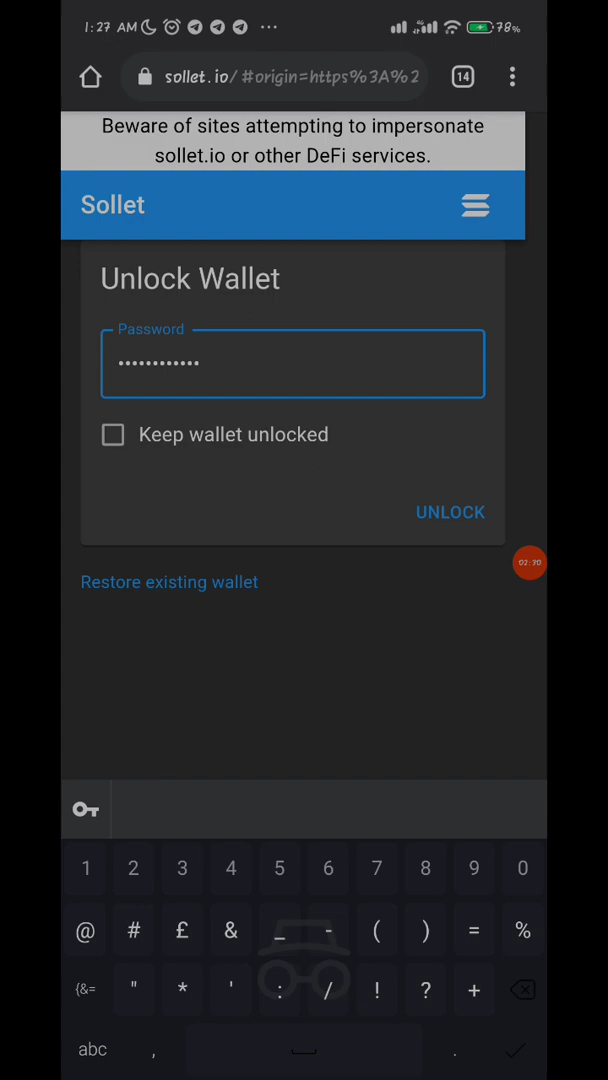 1:27 AM ... 78%
sollet.io/#origin=https%3A%2
14
Beware of sites attempting to impersonate
sollet.io or other DeFi services.
Sollet
Unlock Wallet
Password
••••••••••••
Keep wallet unlocked
UNLOCK
02:30
Restore existing wallet
1 2 3 4 5 6 7 8 9 0
@ # £ & _ - ( ) = %
{&= " * ' : / ! ? +
abc , .